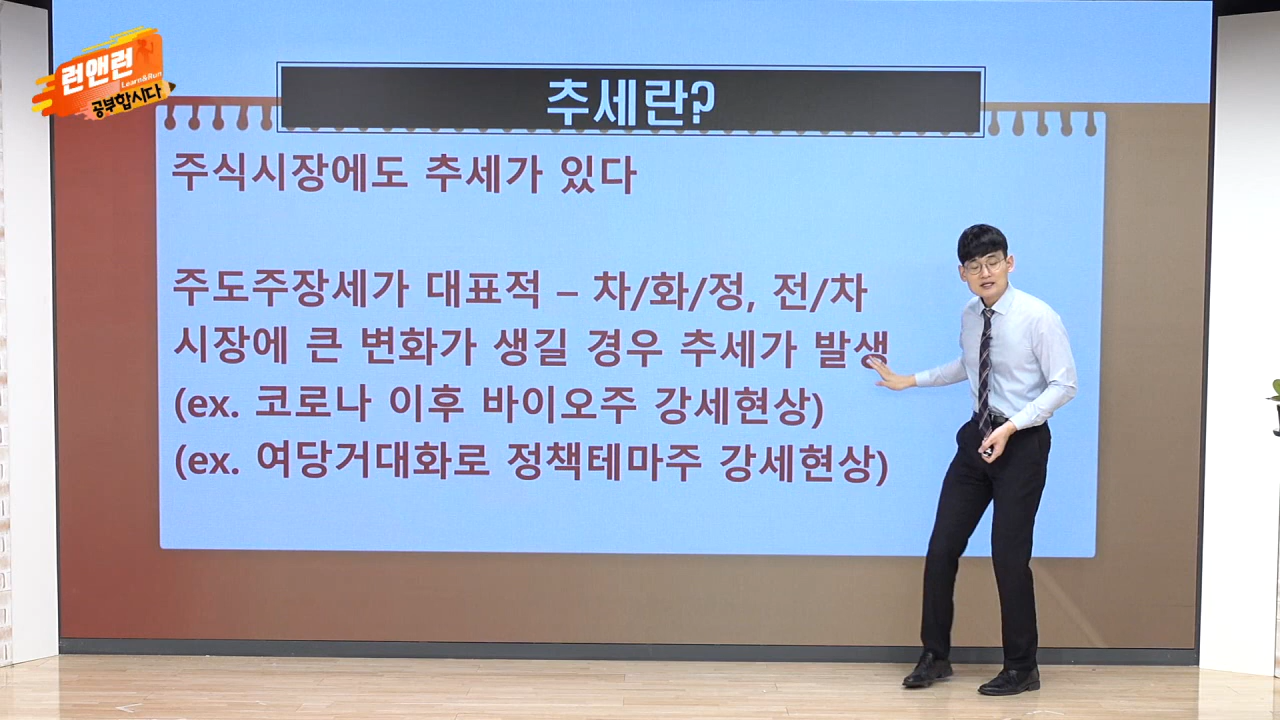 런앤런
Learn&Run
공부합시다
추세란?
주식시장에도 추세가 있다
주도주장세가 대표적 – 차/화/정, 전/차
시장에 큰 변화가 생길 경우 추세가 발생
(ex. 코로나 이후 바이오주 강세현상)
(ex. 여당거대화로 정책테마주 강세현상)